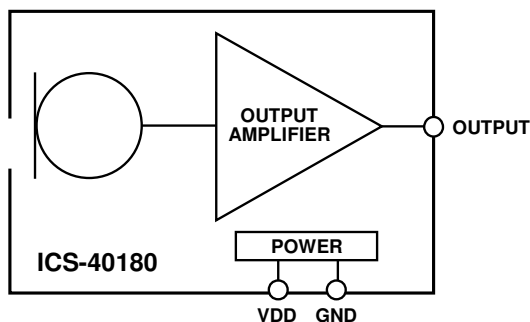 OUTPUT
AMPLIFIER
OUTPUT
POWER
ICS-40180
VDD GND